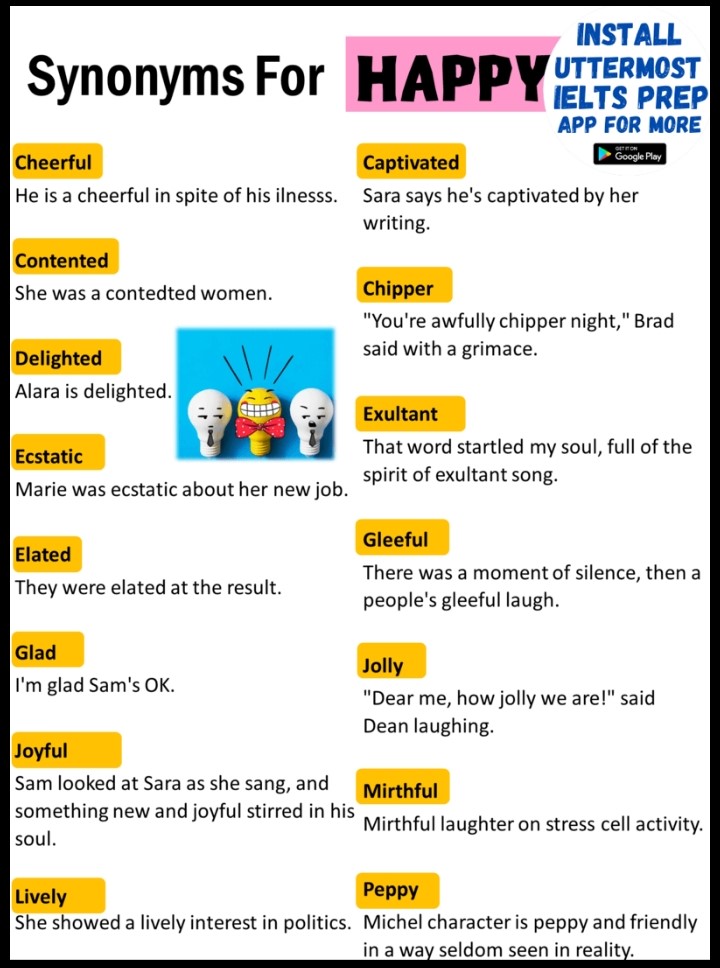 Synonyms For HAPPY
INSTALL
UTTERMOST
IELTS PREP
APP FOR MORE
GET IT ON
Google Play
Cheerful
He is a cheerful in spite of his ilnesss.
Contented
She was a contedted women.
Delighted
Alara is delighted.
Ecstatic
Marie was ecstatic about her new job.
Elated
They were elated at the result.
Glad
I'm glad Sam's OK.
Joyful
Sam looked at Sara as she sang, and
something new and joyful stirred in his
soul.
Lively
She showed a lively interest in politics.
Captivated
Sara says he's captivated by her
writing.
Chipper
"You're awfully chipper night," Brad
said with a grimace.
Exultant
That word startled my soul, full of the
spirit of exultant song.
Gleeful
There was a moment of silence, then a
people's gleeful laugh.
Jolly
"Dear me, how jolly we are!" said
Dean laughing.
Mirthful
Mirthful laughter on stress cell activity.
Peppy
Michel character is peppy and friendly
in a way seldom seen in reality.